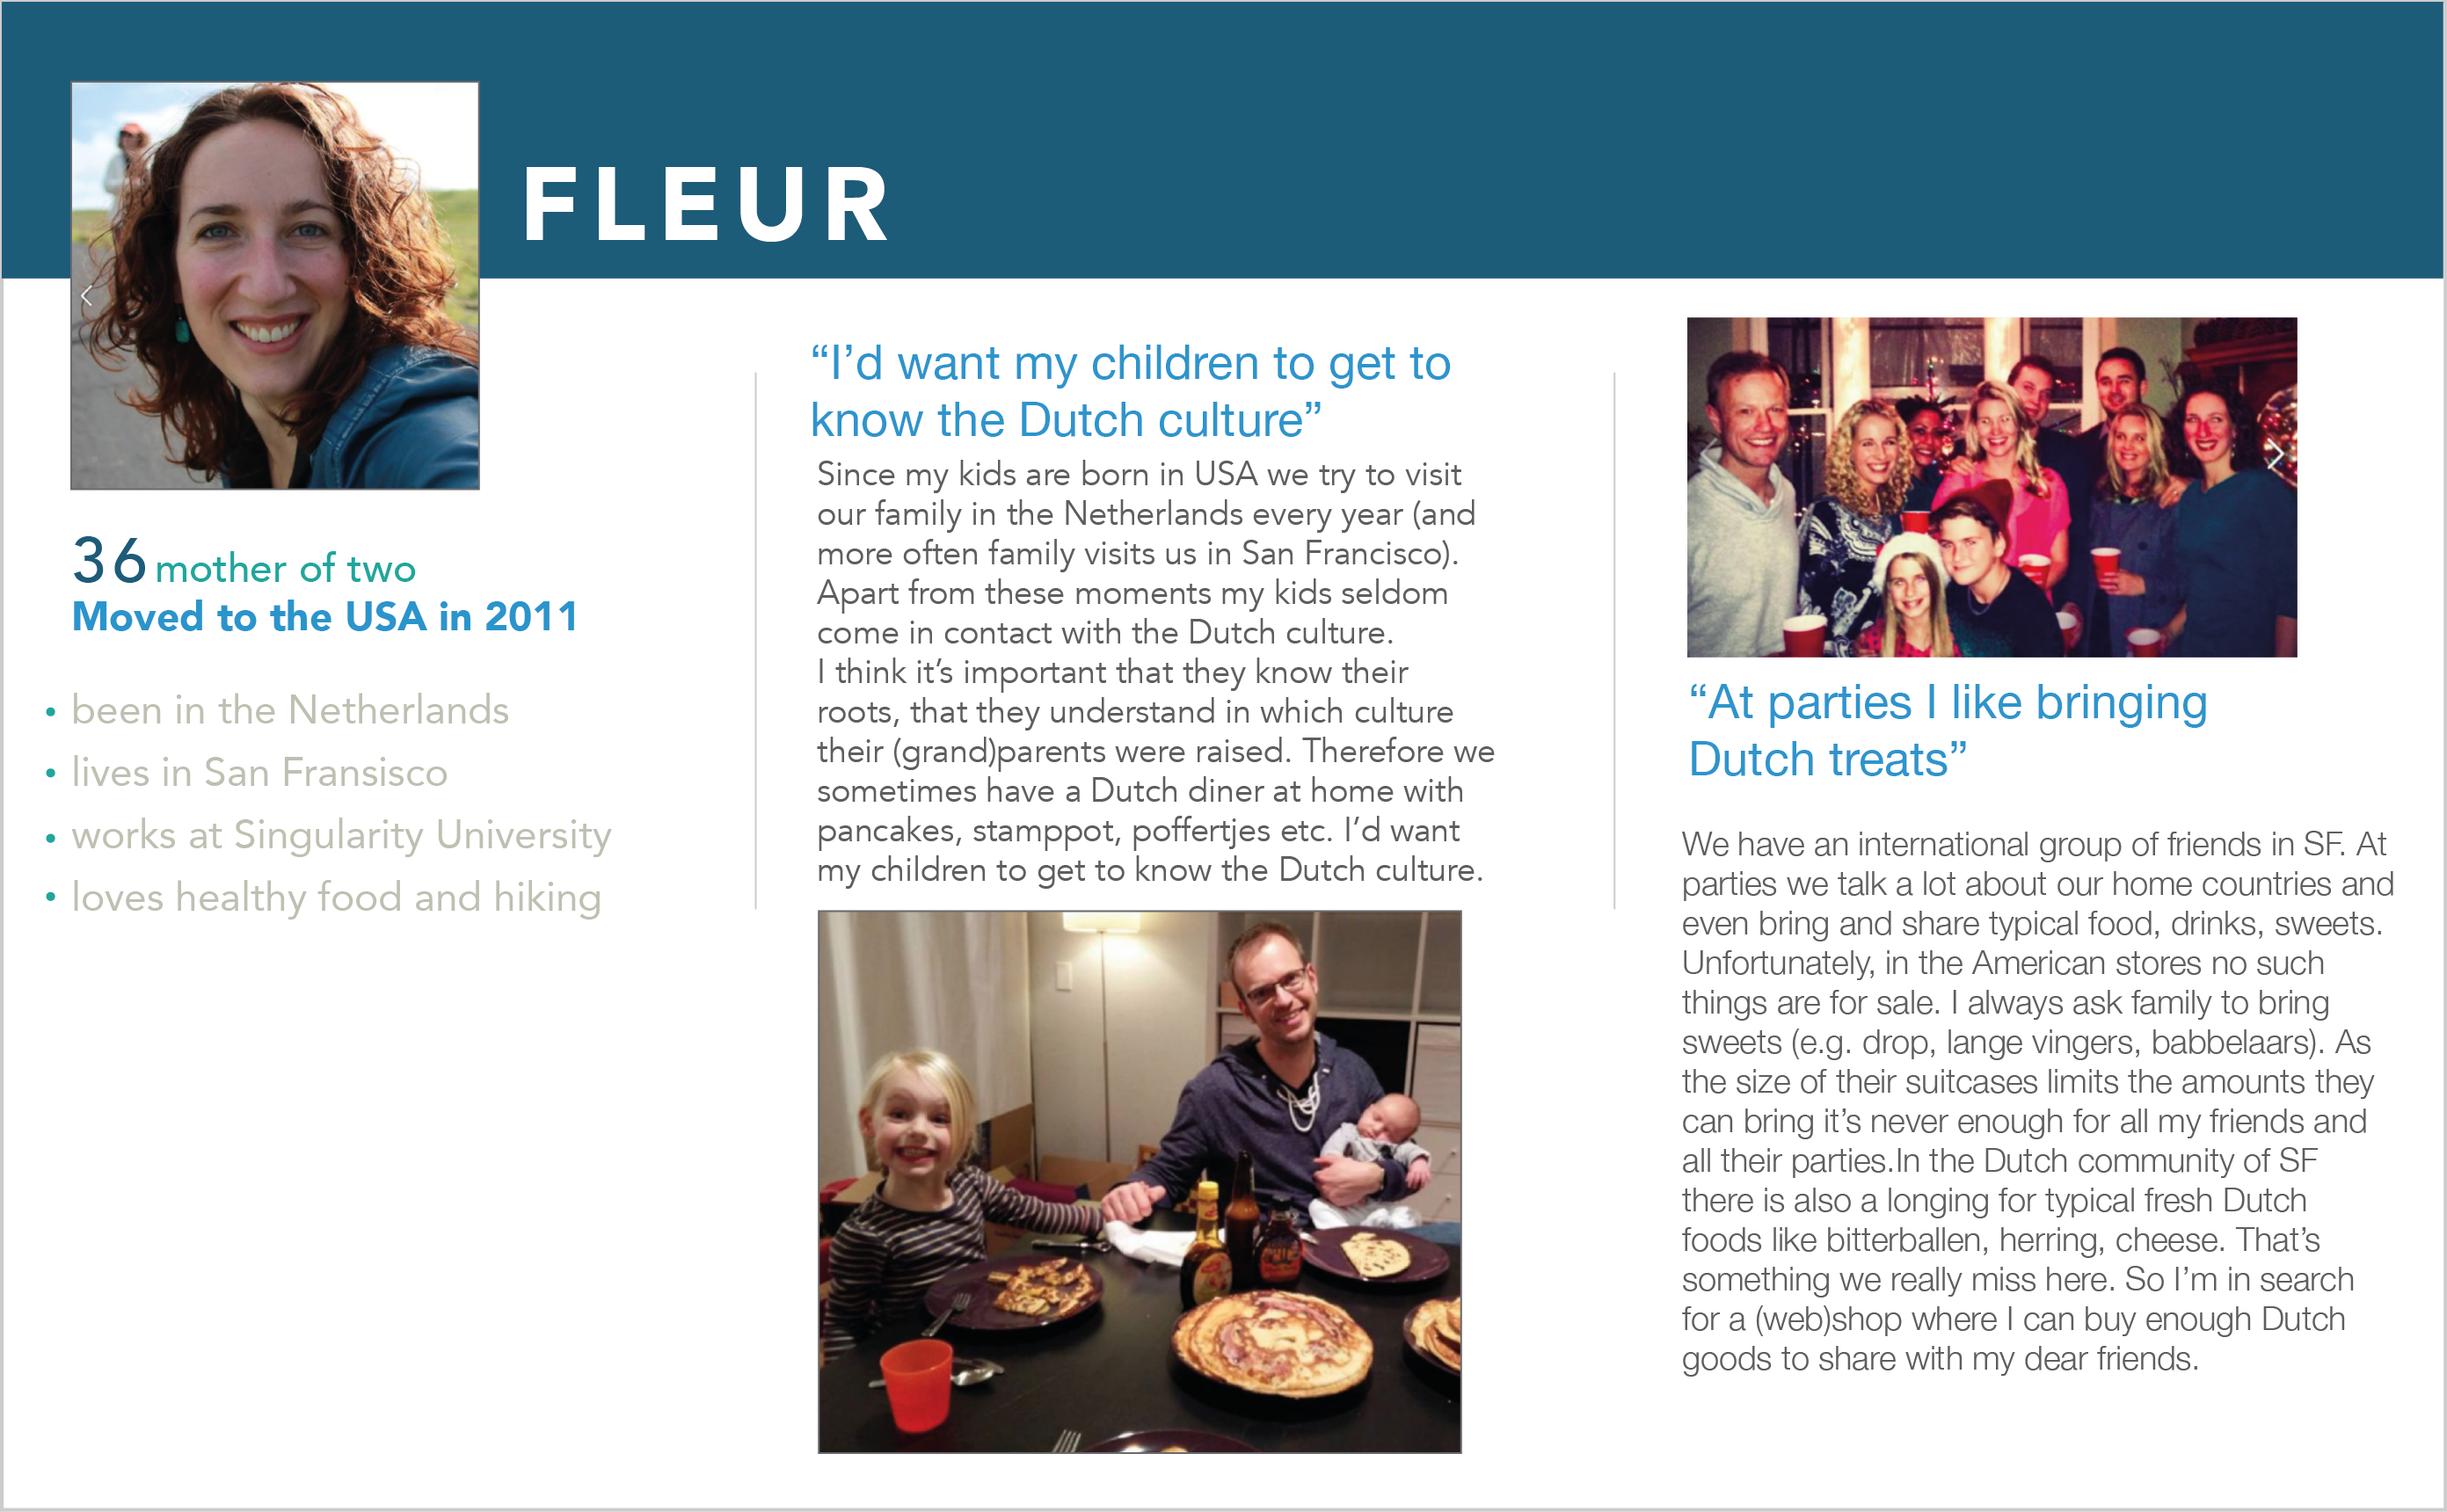 FLEUR
36 mother of two
Moved to the USA in 2011
• been in the Netherlands
• lives in San Fransisco
• works at Singularity University
• loves healthy food and hiking
“I’d want my children to get to
know the Dutch culture”
Since my kids are born in USA we try to visit
our family in the Netherlands every year (and
more often family visits us in San Francisco).
Apart from these moments my kids seldom
come in contact with the Dutch culture.
I think it’s important that they know their
roots, that they understand in which culture
their (grand)parents were raised. Therefore we
sometimes have a Dutch diner at home with
pancakes, stamppot, poffertjes etc. I’d want
my children to get to know the Dutch culture.
“At parties I like bringing
Dutch treats”
We have an international group of friends in SF. At
parties we talk a lot about our home countries and
even bring and share typical food, drinks, sweets.
Unfortunately, in the American stores no such
things are for sale. I always ask family to bring
sweets (e.g. drop, lange vingers, babbelaars). As
the size of their suitcases limits the amounts they
can bring it’s never enough for all my friends and
all their parties.In the Dutch community of SF
there is also a longing for typical fresh Dutch
foods like bitterballen, herring, cheese. That’s
something we really miss here. So I’m in search
for a (web)shop where I can buy enough Dutch
goods to share with my dear friends.